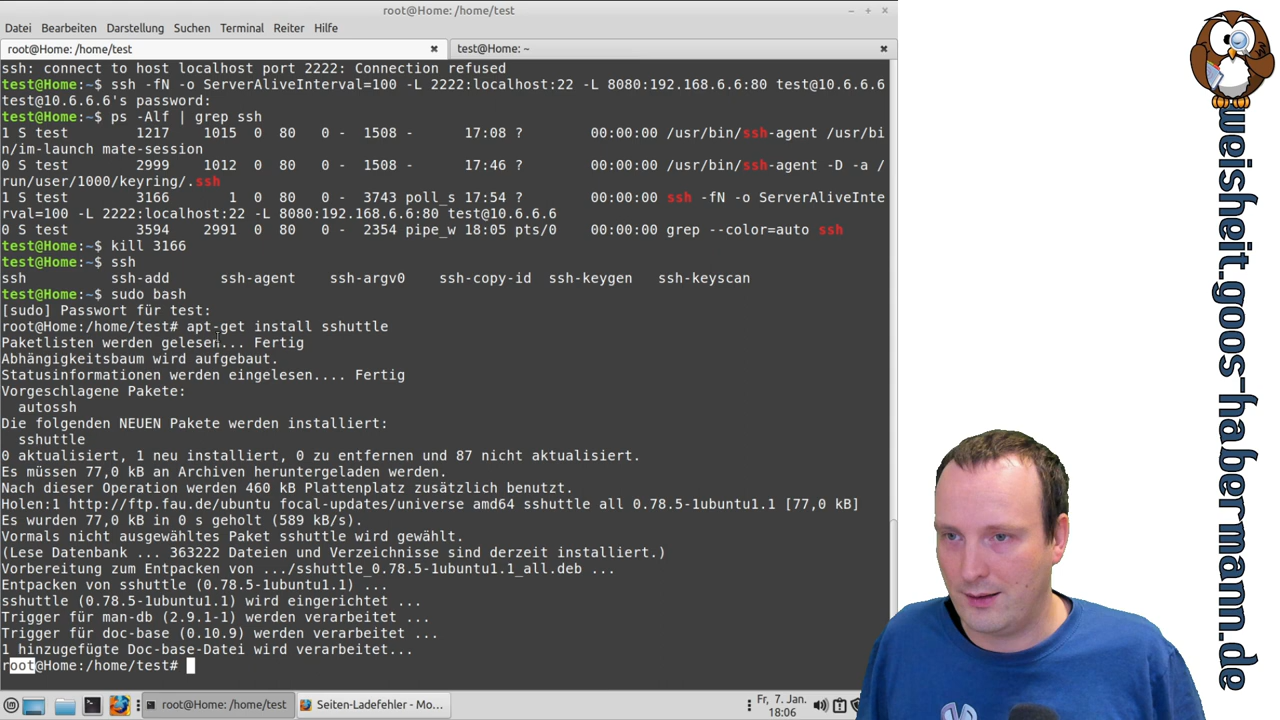 root@Home: /home/test
Datei Bearbeiten Darstellung Suchen Terminal Reiter Hilfe
root@Home: /home/test
test@Home: ~
ssh: connect to host localhost port 2222: Connection refused
test@Home:~$ ssh -fN -o ServerAliveInterval=100 -L 2222:localhost:22 -L 8080:192.168.6.6:80 test@10.6.6.6
test@10.6.6.6's password:
test@Home:~$ ps -Alf | grep ssh
1 S test 1217 1015 0 80 0 - 1508 - 17:08 ? 00:00:00 /usr/bin/ssh-agent /usr/bi
n/im-launch mate-session
0 S test 2999 1012 0 80 0 - 1508 - 17:46 ? 00:00:00 /usr/bin/ssh-agent -D -a /
run/user/1000/keyring/.ssh
1 S test 3166 1 0 80 0 - 3743 poll_s 17:54 ? 00:00:00 ssh -fN -o ServerAliveInte
rval=100 -L 2222:localhost:22 -L 8080:192.168.6.6:80 test@10.6.6.6
0 S test 3594 2991 0 80 0 - 2354 pipe_w 18:05 pts/0 00:00:00 grep --color=auto ssh
test@Home:~$ kill 3166
test@Home:~$ ssh
ssh ssh-add ssh-agent ssh-argv0 ssh-copy-id ssh-keygen ssh-keyscan
test@Home:~$ sudo bash
[sudo] Passwort für test:
root@Home:/home/test# apt-get install sshuttle
Paketlisten werden gelesen... Fertig
Abhängigkeitsbaum wird aufgebaut.
Statusinformationen werden eingelesen.... Fertig
Vorgeschlagene Pakete:
autossh
Die folgenden NEUEN Pakete werden installiert:
sshuttle
0 aktualisiert, 1 neu installiert, 0 zu entfernen und 87 nicht aktualisiert.
Es müssen 77,0 kB an Archiven heruntergeladen werden.
Nach dieser Operation werden 460 kB Plattenplatz zusätzlich benutzt.
Holen:1 http://ftp.fau.de/ubuntu focal-updates/universe amd64 sshuttle all 0.78.5-1ubuntu1.1 [77,0 kB]
Es wurden 77,0 kB in 0 s geholt (589 kB/s).
Vormals nicht ausgewähltes Paket sshuttle wird gewählt.
(Lese Datenbank ... 363222 Dateien und Verzeichnisse sind derzeit installiert.)
Vorbereitung zum Entpacken von .../sshuttle_0.78.5-1ubuntu1.1_all.deb ...
Entpacken von sshuttle (0.78.5-1ubuntu1.1) ...
sshuttle (0.78.5-1ubuntu1.1) wird eingerichtet ...
Trigger für man-db (2.9.1-1) werden verarbeitet ...
Trigger für doc-base (0.10.9) werden verarbeitet ...
1 hinzugefügte Doc-base-Datei wird verarbeitet...
root@Home:/home/test#
root@Home: /home/test
Seiten-Ladefehler - Mo...
Fr, 7. Jan.
18:06
weisheit.goos-habermann.de